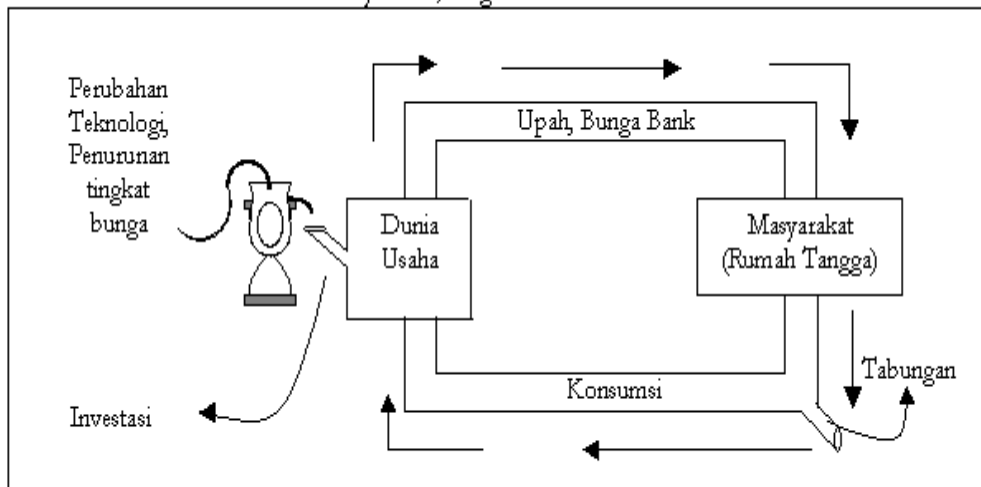 Perubahan
Teknologi,
Penurunan
tingkat
bunga
Upah, Bunga Bank
Dunia
Usaha
Masyarakat
(Rumah Tangga)
Tabungan
Konsumsi
Investasi